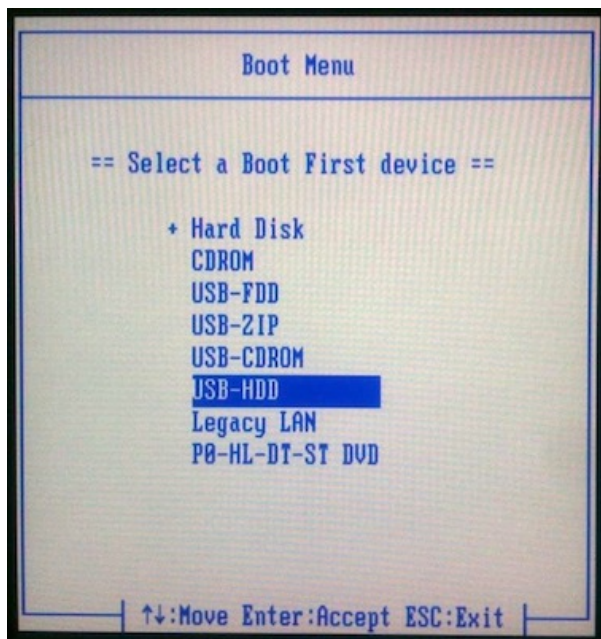 Boot Menu
== Select a Boot First device ==
+ Hard Disk
CDROM
USB-FDD
USB-ZIP
USB-CDROM
USB-HDD
Legacy LAN
P0-HL-DT-ST DVD
↑↓:Move Enter:Accept ESC:Exit